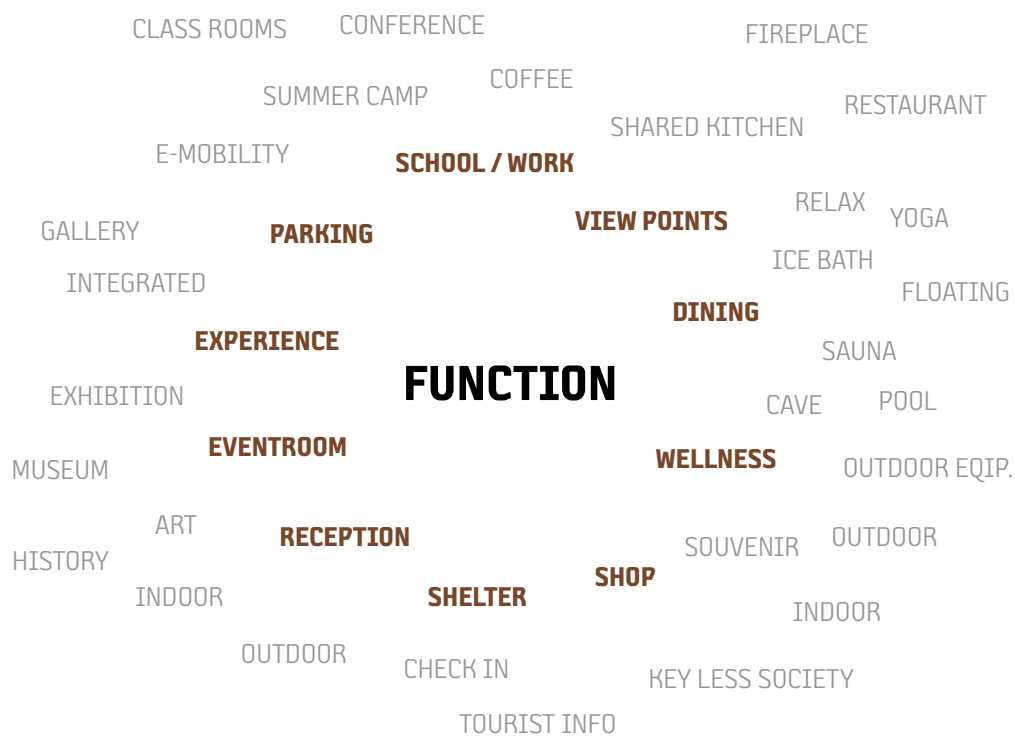 CLASS ROOMS
CONFERENCE
FIREPLACE
COFFEE
SUMMER CAMP
RESTAURANT
SHARED KITCHEN
E-MOBILITY
SCHOOL / WORK
RELAX
YOGA
VIEW POINTS
GALLERY
PARKING
ICE BATH
INTEGRATED
FLOATING
DINING
EXPERIENCE
SAUNA
FUNCTION
EXHIBITION
CAVE
POOL
EVENTROOM
WELLNESS
MUSEUM
OUTDOOR EQIP.
ART
RECEPTION
OUTDOOR
SOUVENIR
HISTORY
SHOP
INDOOR
SHELTER
INDOOR
OUTDOOR
CHECK IN
KEY LESS SOCIETY
TOURIST INFO